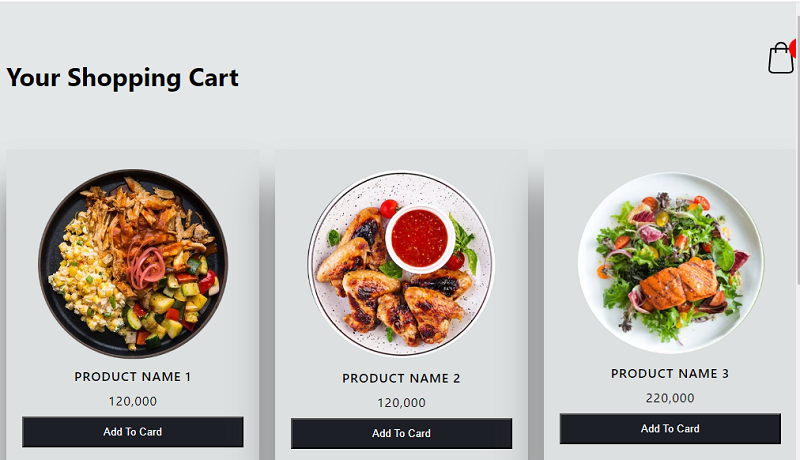 Your Shopping Cart
PRODUCT NAME 1
120,000
Add To Card
PRODUCT NAME 2
120,000
Add To Card
PRODUCT NAME 3
220,000
Add To Card